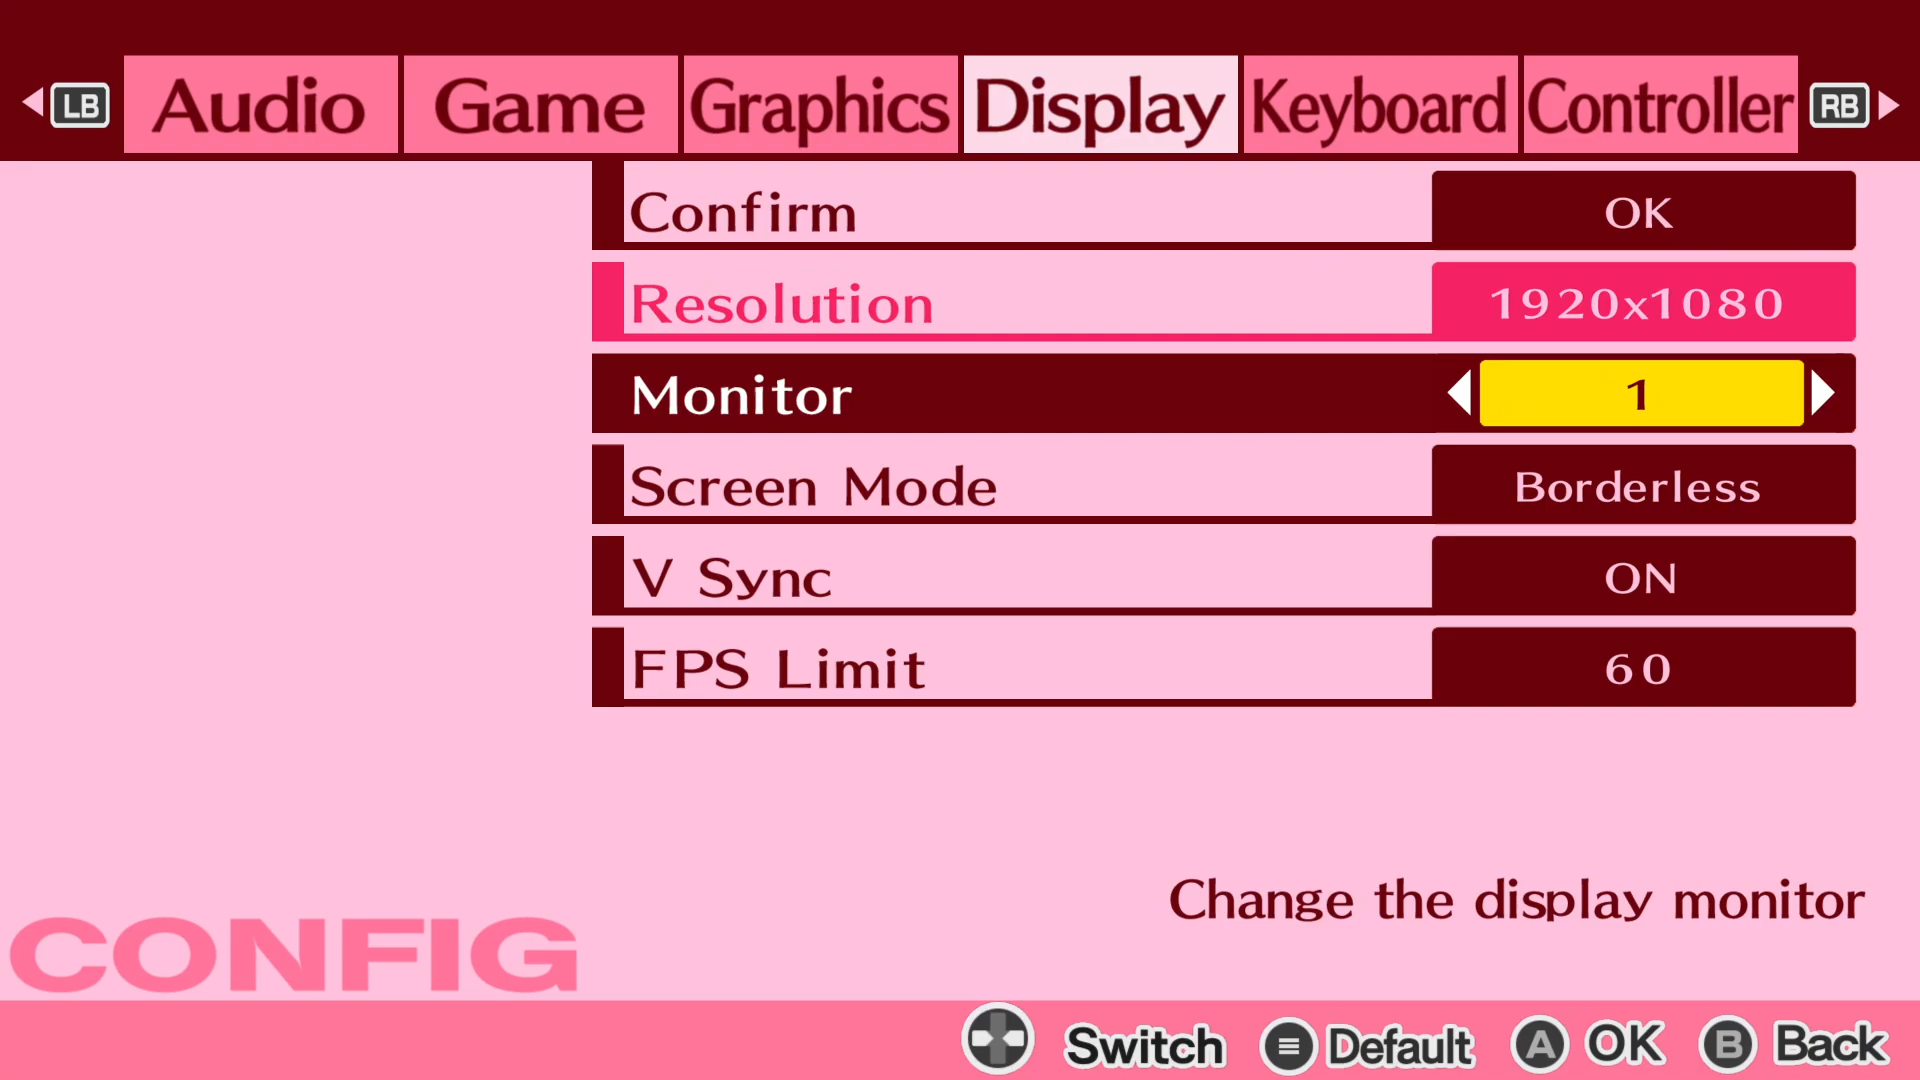 LB Audio Game Graphics Display Keyboard Controller RB
Confirm OK
Resolution 1920x1080
Monitor 1
Screen Mode Borderless
V Sync ON
FPS Limit 60
Change the display monitor
CONFIG
Switch Default A OK B Back